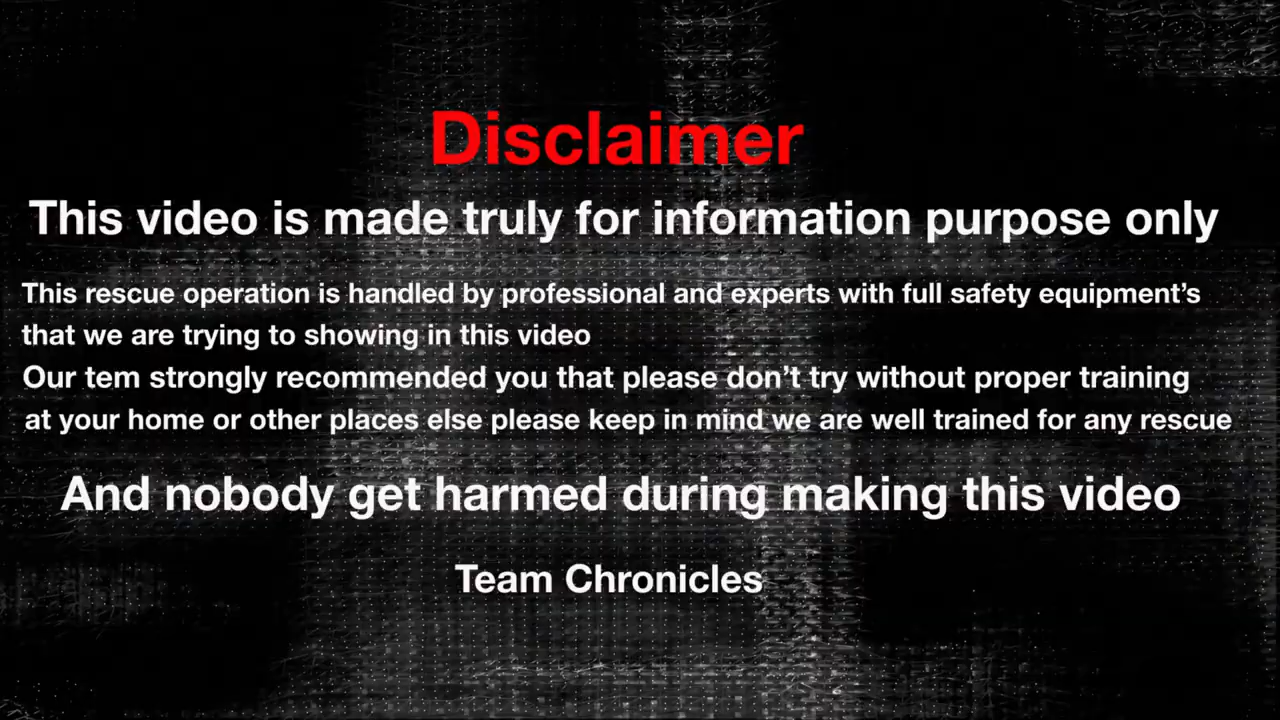 Disclaimer
This video is made truly for information purpose only
This rescue operation is handled by professional and experts with full safety equipment’s
that we are trying to showing in this video
Our tem strongly recommended you that please don’t try without proper training
at your home or other places else please keep in mind we are well trained for any rescue
And nobody get harmed during making this video
Team Chronicles